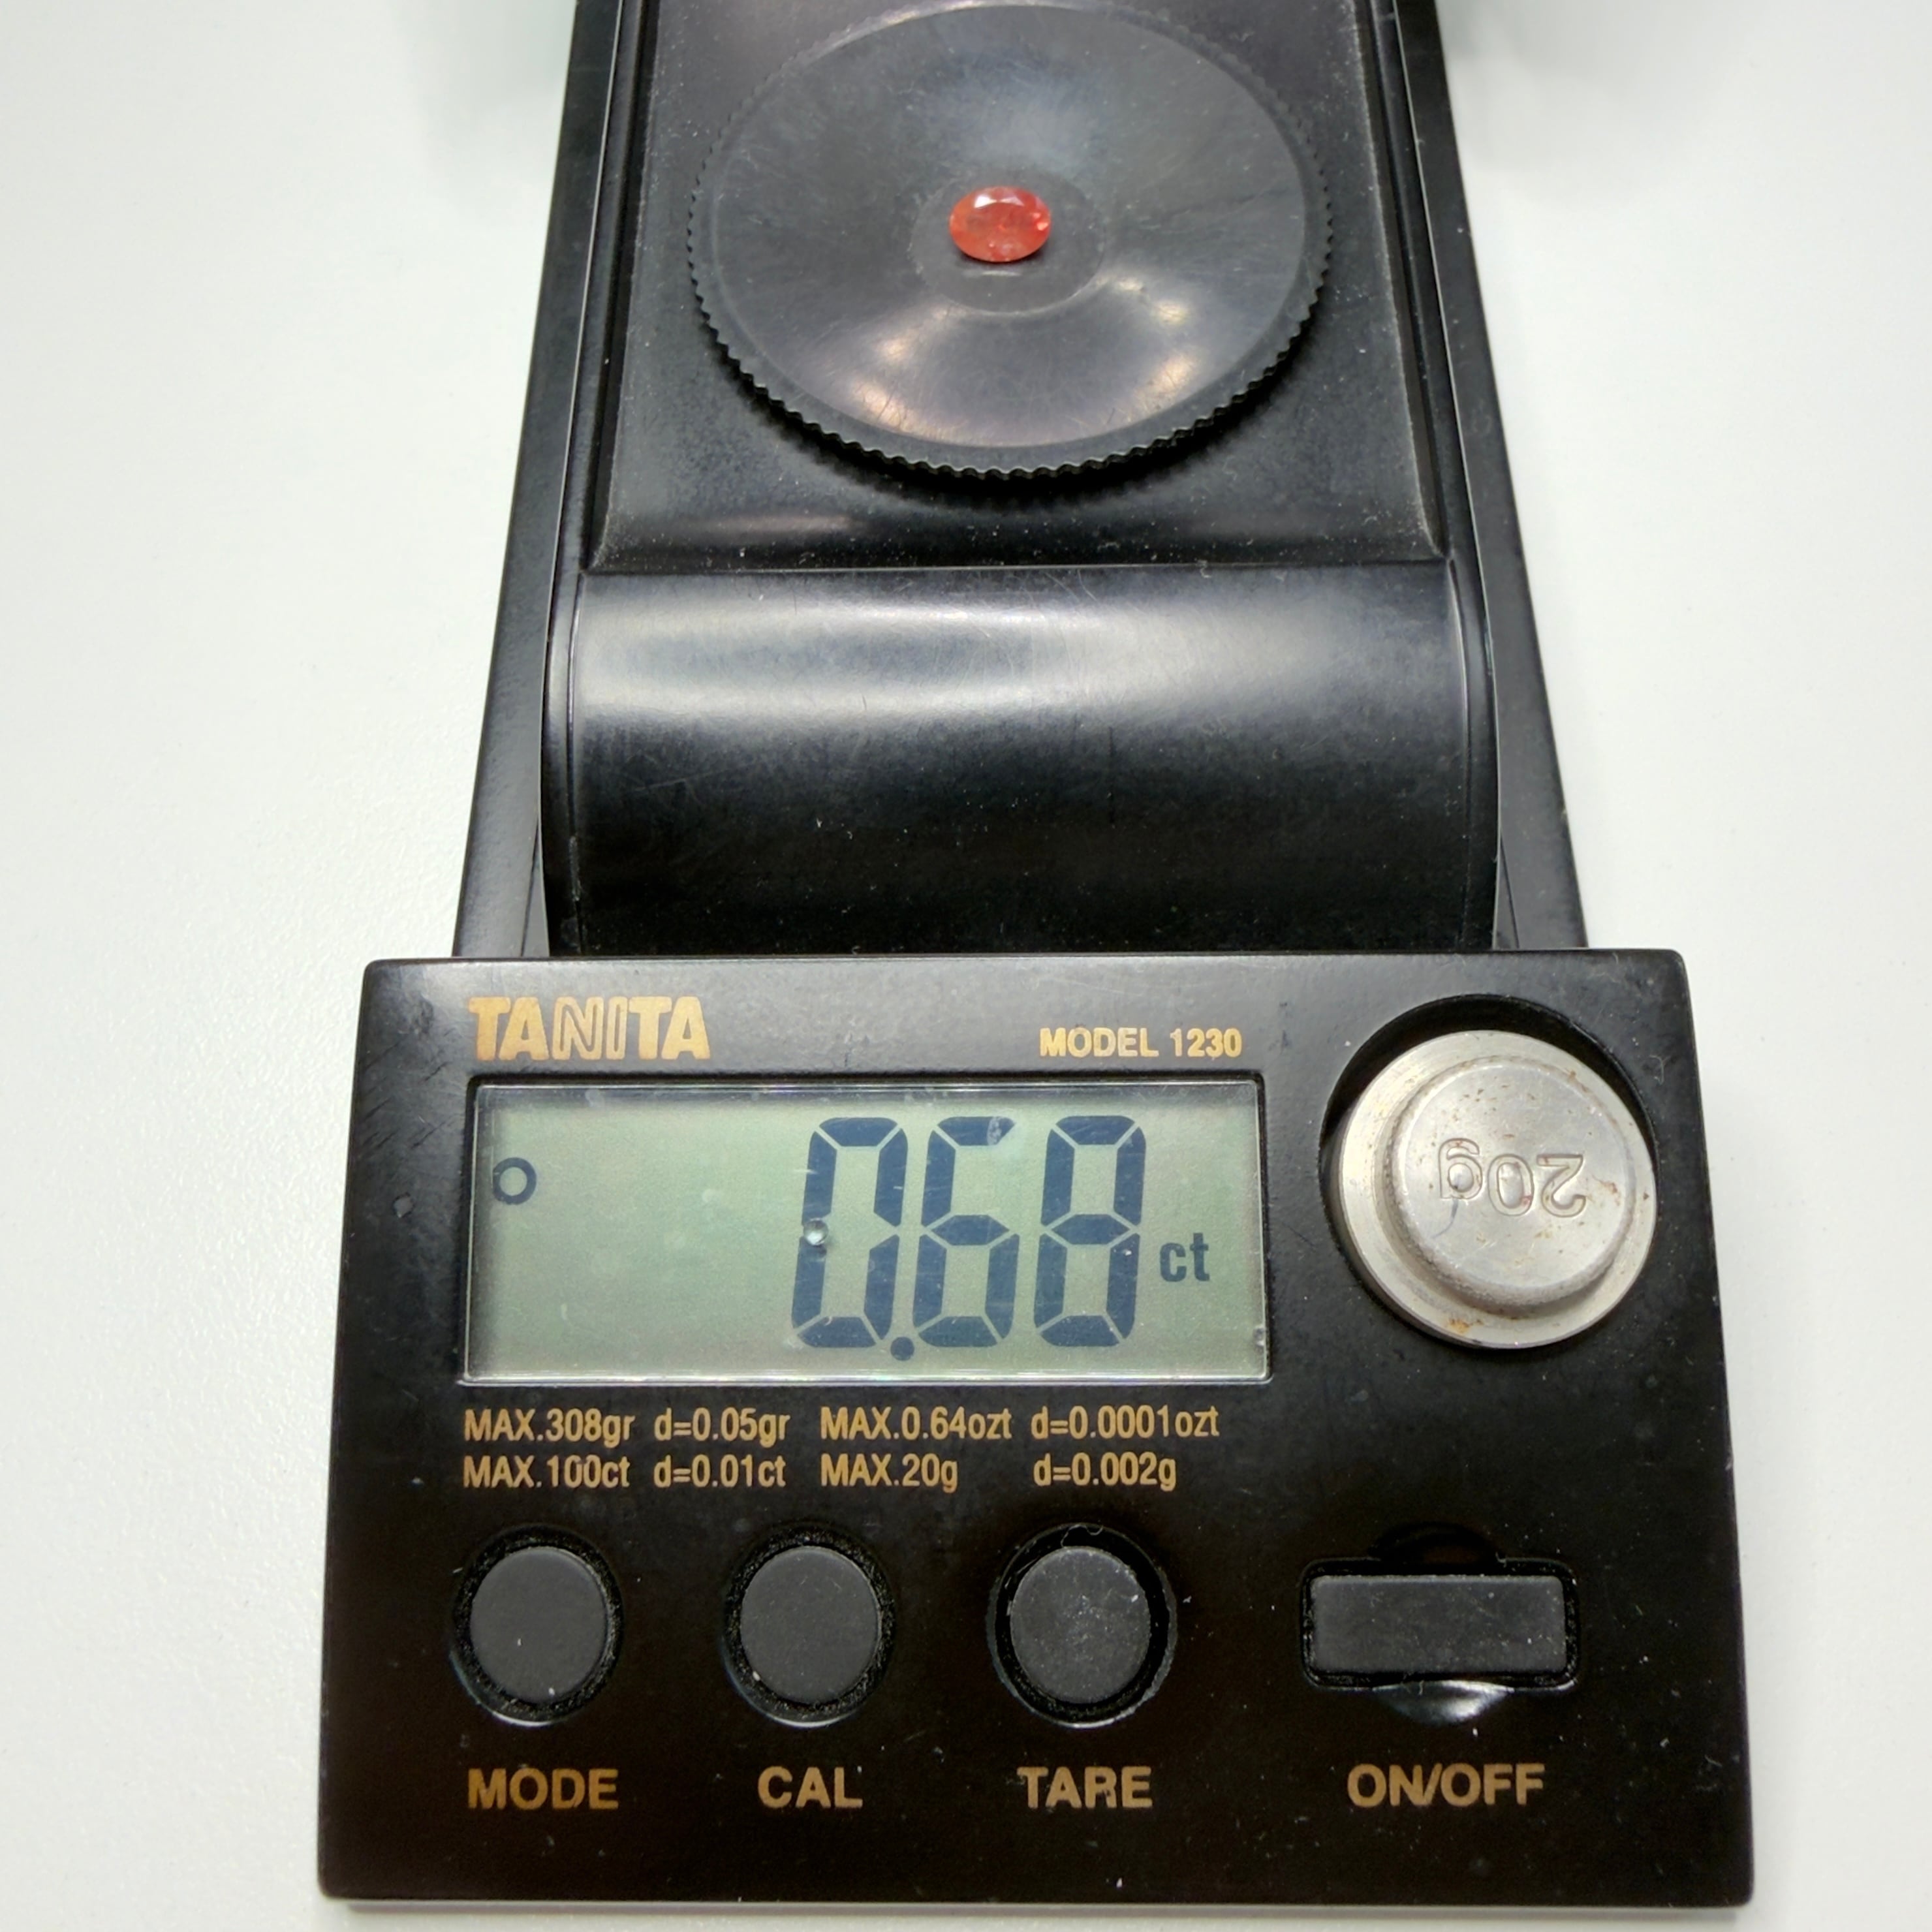 TANITA
MODEL 1230
0.68 ct
20g
MAX.308gr d=0.05gr MAX.0.64ozt d=0.0001ozt
MAX.100ct d=0.01ct MAX.20g d=0.002g
MODE CAL TARE ON/OFF